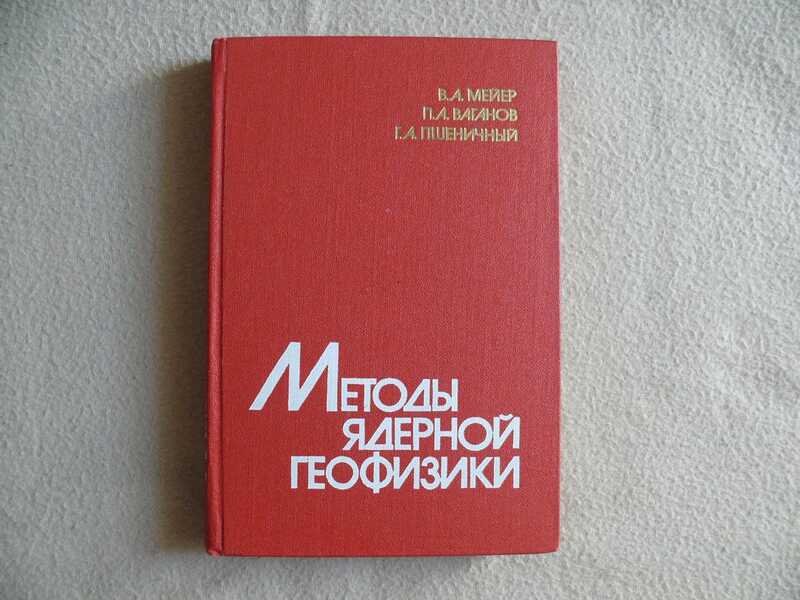 В.А. МЕЙЕР
П.А. ВАГАНОВ
Г.А. ПШЕНИЧНЫЙ
МЕТОДЫ
ЯДЕРНОЙ
ГЕОФИЗИКИ